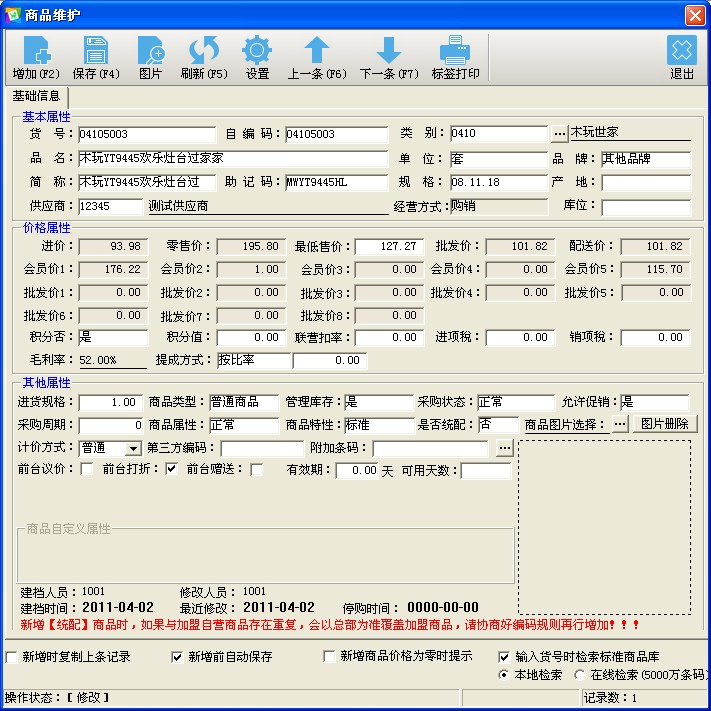 商品维护
增加(F2) 保存(F4) 图片 刷新(F5) 设置 上一条(F6) 下一条(F7) 标签打印 退出
基础信息
基本属性
货 号： 04105003 自 编 码： 04105003 类 别： 0410 ... 木玩世家
品 名： 木玩YT9445欢乐灶台过家家 单 位： 套 品 牌： 其他品牌
简 称： 木玩YT9445欢乐灶台过 助 记 码： MWYT9445HL 规 格： 08.11.18 产 地：
供应商： 12345 测试供应商 经营方式： 购销 库位：
价格属性
进价： 93.98 零售价： 195.80 最低售价： 127.27 批发价： 101.82 配送价： 101.82
会员价1： 176.22 会员价2： 1.00 会员价3： 0.00 会员价4： 0.00 会员价5： 115.70
批发价1： 0.00 批发价2： 0.00 批发价3： 0.00 批发价4： 0.00 批发价5： 0.00
批发价6： 0.00 批发价7： 0.00 批发价8： 0.00
积分否： 是 积分值： 0.00 联营扣率： 0.00 进项税： 0.00 销项税： 0.00
毛利率： 52.00% 提成方式： 按比率 0.00
其他属性
进货规格： 1.00 商品类型： 普通商品 管理库存： 是 采购状态： 正常 允许促销： 是
采购周期： 0 商品属性： 正常 商品特性： 标准 是否统配： 否 商品图片选择： ... 图片删除
计价方式： 普通 第三方编码： 附加条码： ...
前台议价： 前台打折： 前台赠送： 有效期： 0.00 天 可用天数：
商品自定义属性
建档人员： 1001 修改人员： 1001
建档时间： 2011-04-02 最近修改： 2011-04-02 停购时间： 0000-00-00
新增【统配】商品时，如果与加盟自营商品存在重复，会以总部为准覆盖加盟商品，请协商好编码规则再行增加！！！
新增时复制上条记录 新增前自动保存 新增商品价格为零时提示 输入货号时检索标准商品库
本地检索 在线检索(5000万条码)
操作状态：【 修改 】 记录数：1